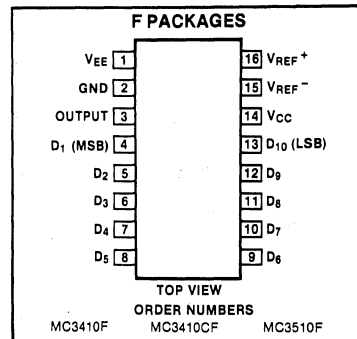 F PACKAGES
VEE 1 16 VREF+
GND 2 15 VREF−
OUTPUT 3 14 VCC
D1 (MSB) 4 13 D10 (LSB)
D2 5 12 D9
D3 6 11 D8
D4 7 10 D7
D5 8 9 D6
TOP VIEW
ORDER NUMBERS
MC3410F MC3410CF MC3510F